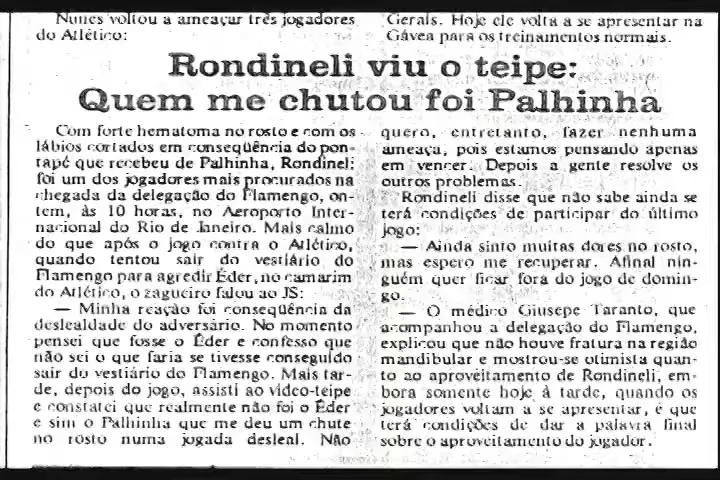 Nunes voltou a ameaçar três jogadores
do Atlético:
Gerais. Hoje ele volta a se apresentar na
Gávea para os treinamentos normais.
Rondineli viu o teipe:
Quem me chutou foi Palhinha
Com forte hematoma no rosto e com os
lábios cortados em conseqüência do pon-
tapé que recebeu de Palhinha, Rondineli
foi um dos jogadores mais procurados na
chegada da delegação do Flamengo, on-
tem, às 10 horas, no Aeroporto Inter-
nacional do Rio de Janeiro. Mais calmo
do que após o jogo contra o Atlético,
quando tentou sair do vestiário do
Flamengo para agredir Éder, no camarim
do Atlético, o zagueiro falou ao JS:
— Minha reação foi conseqüência da
deslealdade do adversário. No momento
pensei que fosse o Éder e confesso que
não sei o que faria se tivesse conseguido
sair do vestiário do Flamengo. Mais tar-
de, depois do jogo, assisti ao vídeo-teipe
e constatei que realmente não foi o Éder
e sim o Palhinha que me deu um chute
no rosto numa jogada desleal. Não
quero, entretanto, fazer nenhuma
ameaça, pois estamos pensando apenas
em vencer. Depois a gente resolve os
outros problemas.
Rondineli disse que não sabe ainda se
terá condições de participar do último
jogo:
— Ainda sinto muitas dores no rosto,
mas espero me recuperar. Afinal nin-
guém quer ficar fora do jogo de domin-
go.
— O médico Giusepe Taranto, que
acompanhou a delegação do Flamengo,
explicou que não houve fratura na região
mandibular e mostrou-se otimista quan-
to ao aproveitamento de Rondineli, em-
bora somente hoje à tarde, quando os
jogadores voltam a se apresentar, é que
terá condições de dar a palavra final
sobre o aproveitamento do jogador.